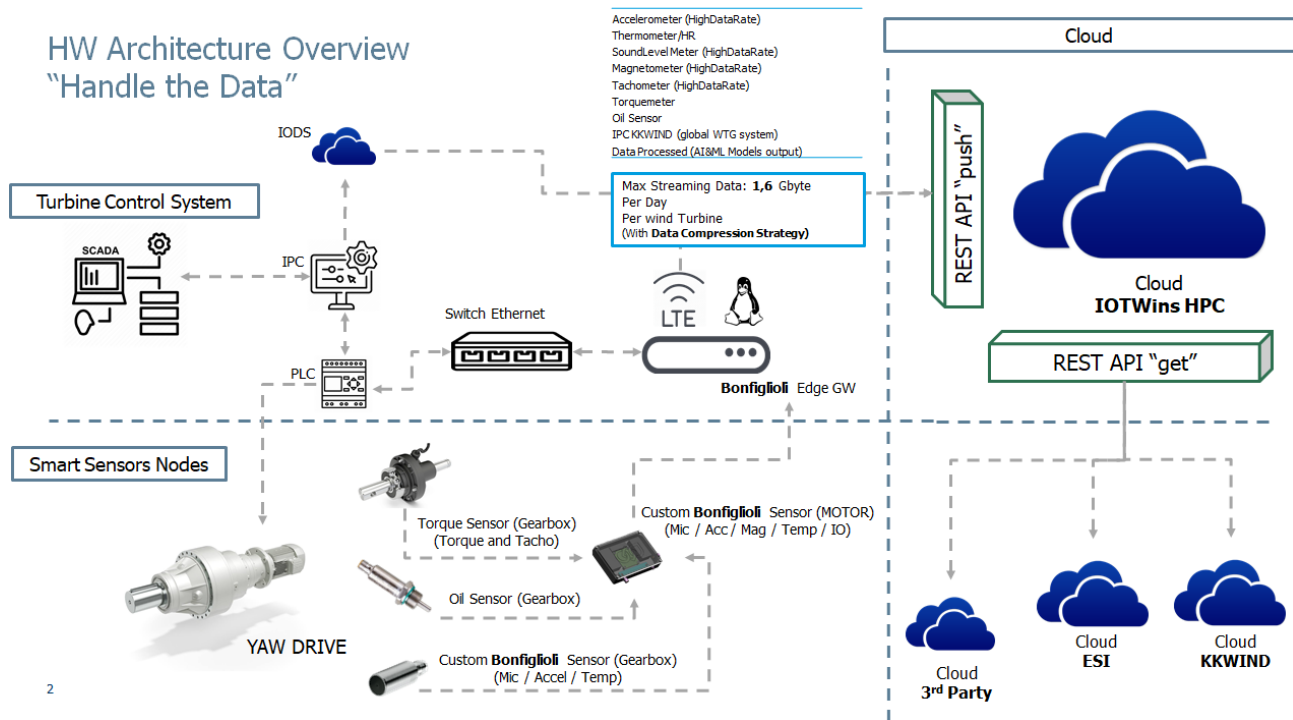 HW Architecture Overview
“Handle the Data”
Accelerometer (HighDataRate)
Thermometer/HR
SoundLevel Meter (HighDataRate)
Magnetometer (HighDataRate)
Tachometer (HighDataRate)
Torquemeter
Oil Sensor
IPC KKWIND (global WTG system)
Data Processed (AI&ML Models output)
Max Streaming Data: 1,6 Gbyte
Per Day
Per wind Turbine
(With Data Compression Strategy)
Cloud
REST API “push”
Cloud
IOTWins HPC
REST API “get”
IODS
Turbine Control System
SCADA
IPC
PLC
Switch Ethernet
LTE
Bonfiglioli Edge GW
Smart Sensors Nodes
Torque Sensor (Gearbox)
(Torque and Tacho)
Custom Bonfiglioli Sensor (MOTOR)
(Mic / Acc / Mag / Temp / IO)
Oil Sensor (Gearbox)
YAW DRIVE
Custom Bonfiglioli Sensor (Gearbox)
(Mic / Accel / Temp)
Cloud
3rd Party
Cloud
ESI
Cloud
KKWIND
2